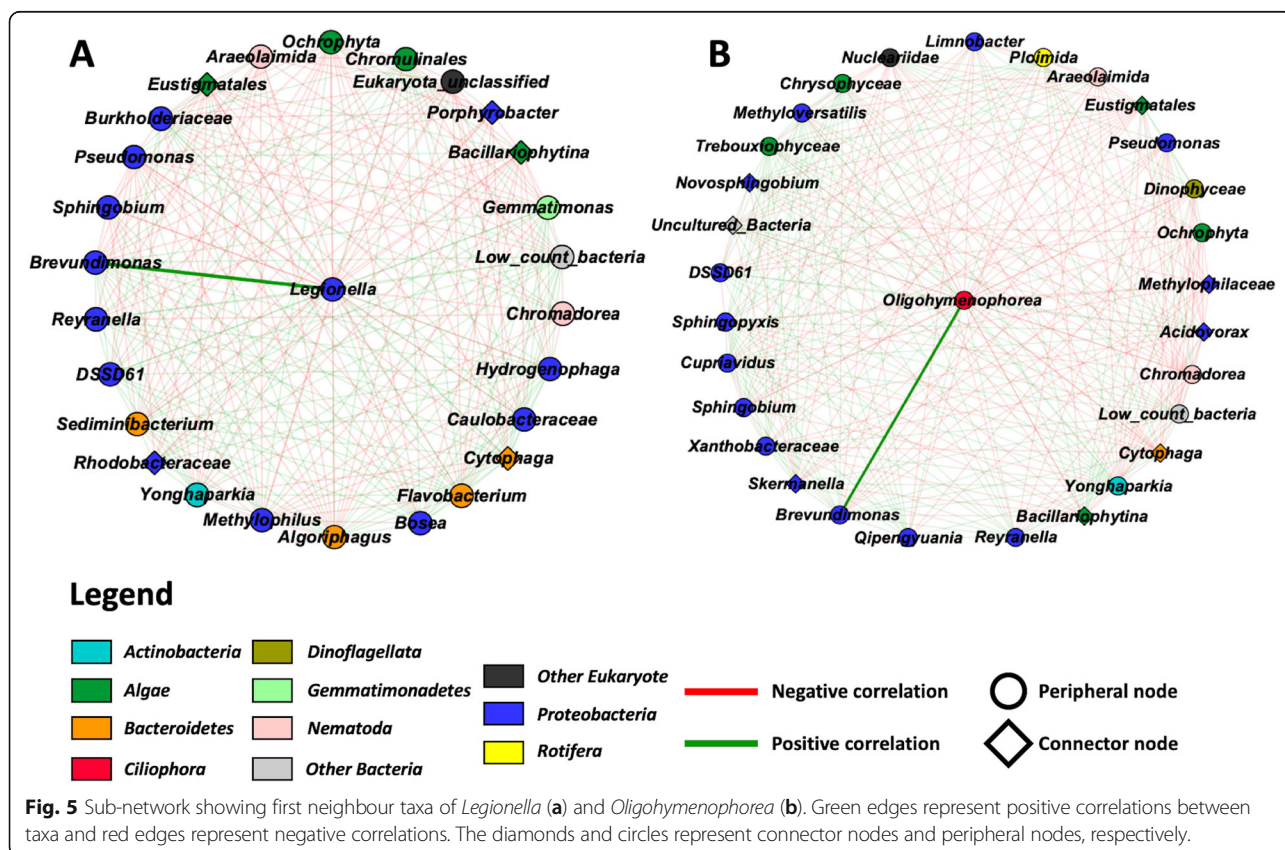 A
B
Ochrophyta
Araeolaimida
Chromulinales
Eustigmatales
Eukaryota_unclassified
Burkholderiaceae
Porphyrobacter
Pseudomonas
Bacillariophytina
Sphingobium
Gemmatimonas
Brevundimonas
Low_count_bacteria
Legionella
Reyranella
Chromadorea
DSSD61
Hydrogenophaga
Sediminibacterium
Caulobacteraceae
Rhodobacteraceae
Cytophaga
Yonghaparkia
Flavobacterium
Methylophilus
Bosea
Algoriphagus
Limnobacter
Nucleariidae
Ploimida
Chrysophyceae
Araeolaimida
Methyloversatilis
Eustigmatales
Trebouxiophyceae
Pseudomonas
Novosphingobium
Dinophyceae
Uncultured_Bacteria
Ochrophyta
DSSD61
Methylophilaceae
Oligohymenophorea
Sphingopyxis
Acidovorax
Cupriavidus
Chromadorea
Sphingobium
Low_count_bacteria
Xanthobacteraceae
Cytophaga
Skermanella
Yonghaparkia
Brevundimonas
Bacillariophytina
Qipengyuania
Reyranella
Legend
Actinobacteria
Algae
Bacteroidetes
Ciliophora
Dinoflagellata
Gemmatimonadetes
Nematoda
Other Bacteria
Other Eukaryote
Proteobacteria
Rotifera
Negative correlation
Positive correlation
Peripheral node
Connector node
Fig. 5 Sub-network showing first neighbour taxa of Legionella (a) and Oligohymenophorea (b). Green edges represent positive correlations between
taxa and red edges represent negative correlations. The diamonds and circles represent connector nodes and peripheral nodes, respectively.